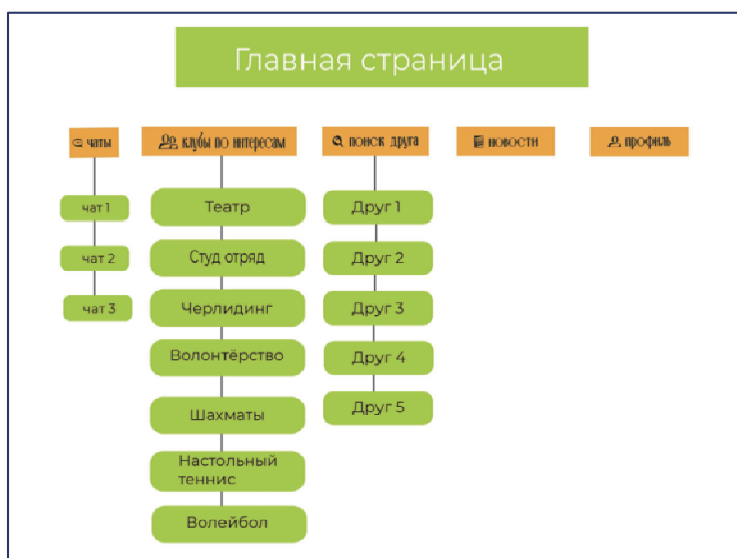 Главная страница
чаты
клубы по интересам
поиск друга
новости
профиль
чат 1
чат 2
чат 3
Театр
Студ отряд
Черлидинг
Волонтёрство
Шахматы
Настольный
теннис
Волейбол
Друг 1
Друг 2
Друг 3
Друг 4
Друг 5